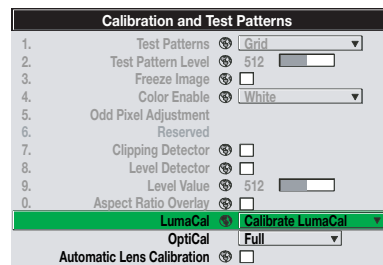 Calibration and Test Patterns
1. Test Patterns Grid
2. Test Pattern Level 512
3. Freeze Image
4. Color Enable White
5. Odd Pixel Adjustment
6. Reserved
7. Clipping Detector
8. Level Detector
9. Level Value 512
0. Aspect Ratio Overlay
LumaCal Calibrate LumaCal
OptiCal Full
Automatic Lens Calibration